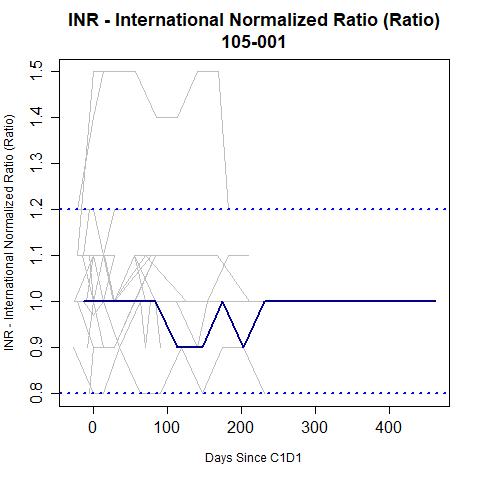 INR - International Normalized Ratio (Ratio)
105-001
INR - International Normalized Ratio (Ratio)
1.5
1.4
1.3
1.2
1.1
1.0
0.9
0.8
0 100 200 300 400
Days Since C1D1